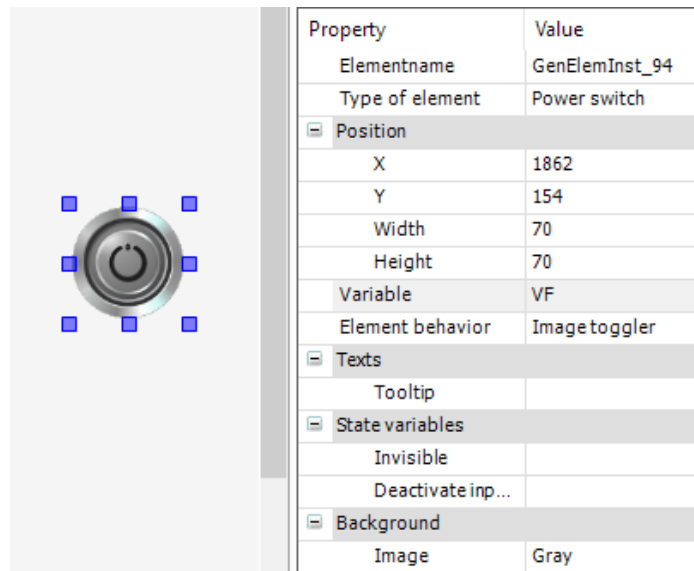 Property Value
Elementname GenElemInst_94
Type of element Power switch
Position
X 1862
Y 154
Width 70
Height 70
Variable VF
Element behavior Image toggler
Texts
Tooltip
State variables
Invisible
Deactivate inp...
Background
Image Gray